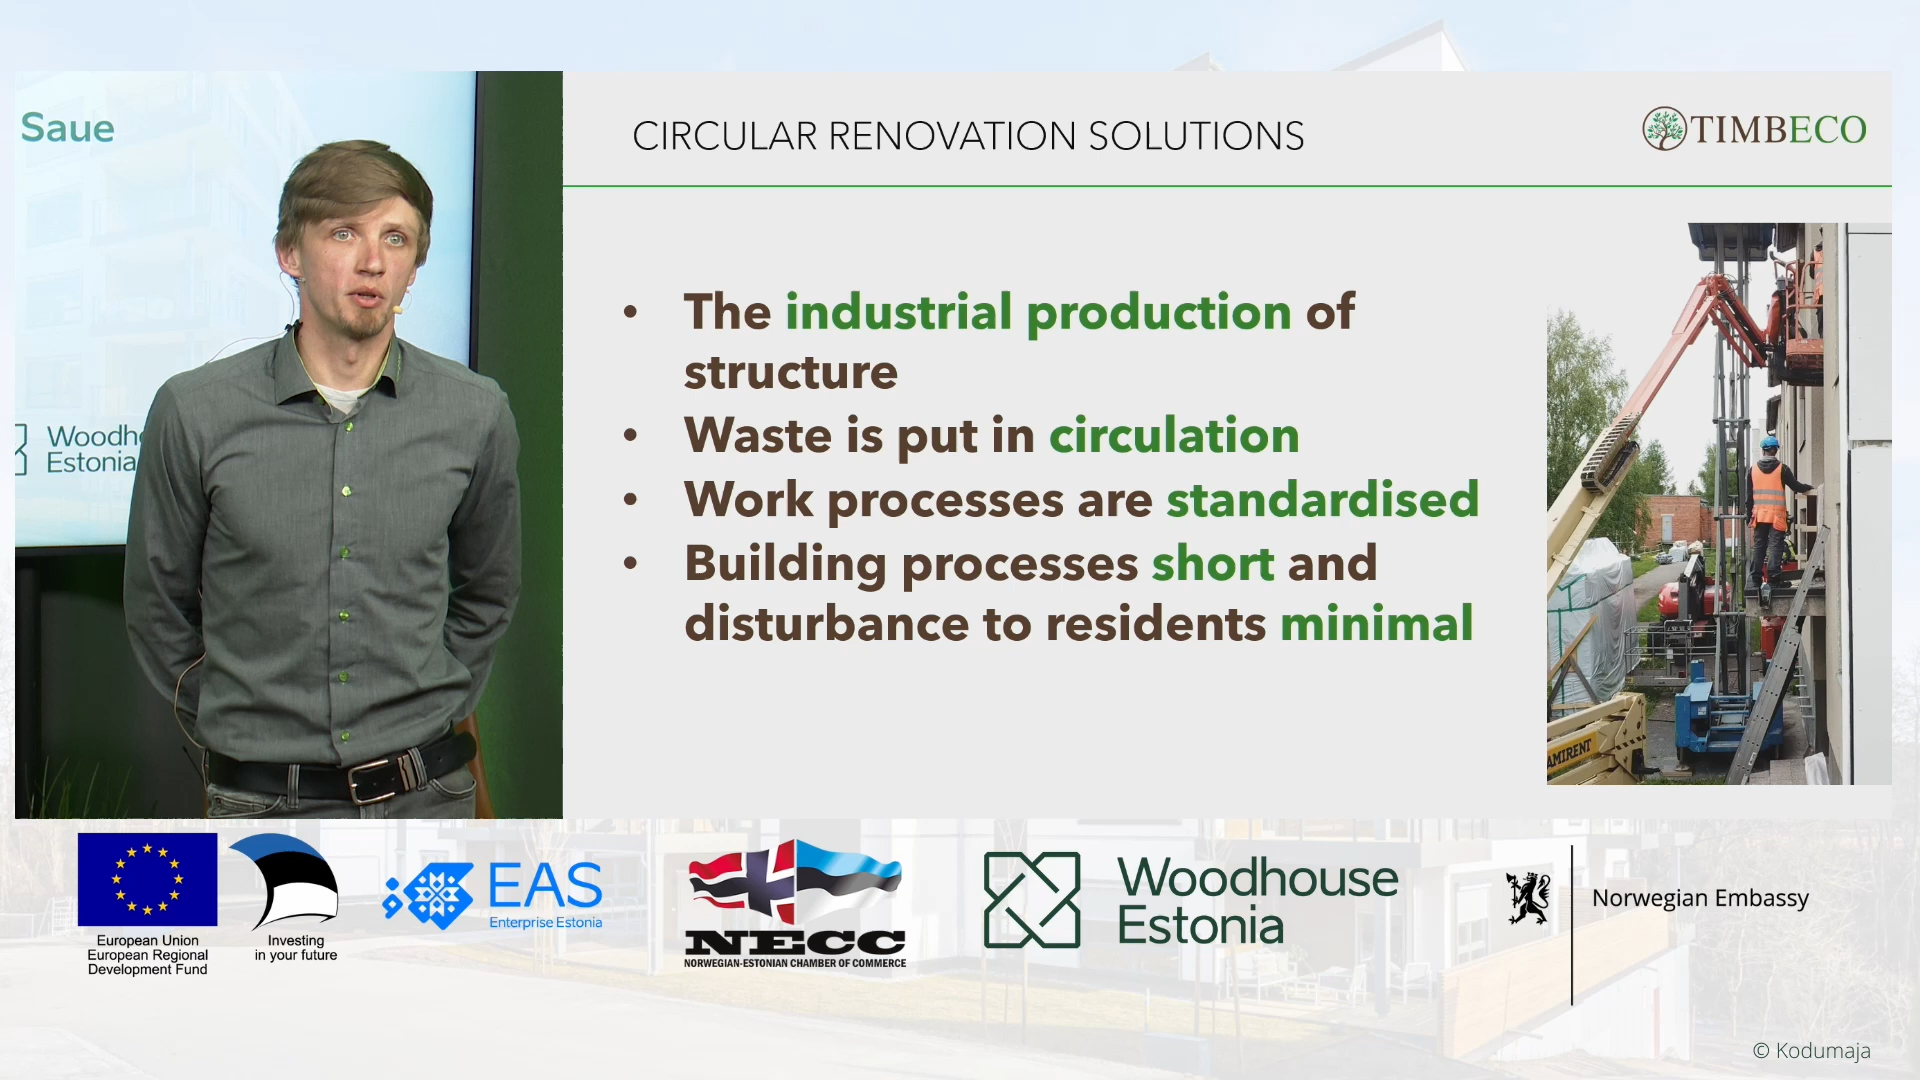 Saue
Woodh
Estonia
CIRCULAR RENOVATION SOLUTIONS
TIMBECO
• The industrial production of
structure
• Waste is put in circulation
• Work processes are standardised
• Building processes short and
disturbance to residents minimal
AMIRENT
European Union
European Regional
Development Fund
Investing
in your future
EAS
Enterprise Estonia
NECC
NORWEGIAN-ESTONIAN CHAMBER OF COMMERCE
Woodhouse
Estonia
Norwegian Embassy
© Kodumaja